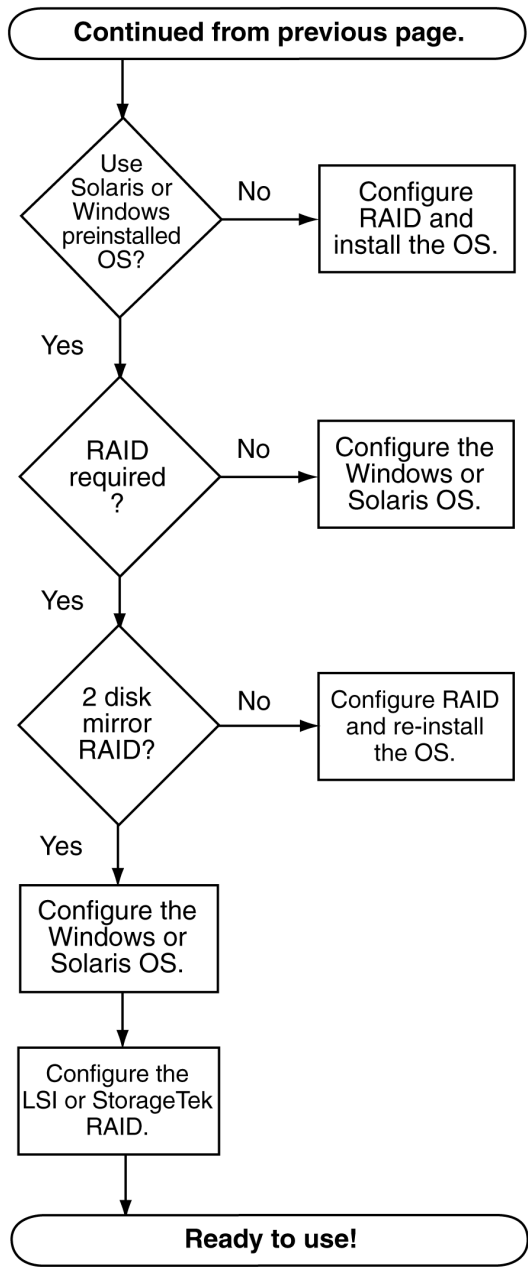 Continued from previous page.
Use
Solaris or
Windows
preinstalled
OS?
No
Configure
RAID and
install the OS.
Yes
RAID
required
?
No
Configure the
Windows or
Solaris OS.
Yes
2 disk
mirror
RAID?
No
Configure RAID
and re-install
the OS.
Yes
Configure the
Windows or
Solaris OS.
Configure the
LSI or StorageTek
RAID.
Ready to use!